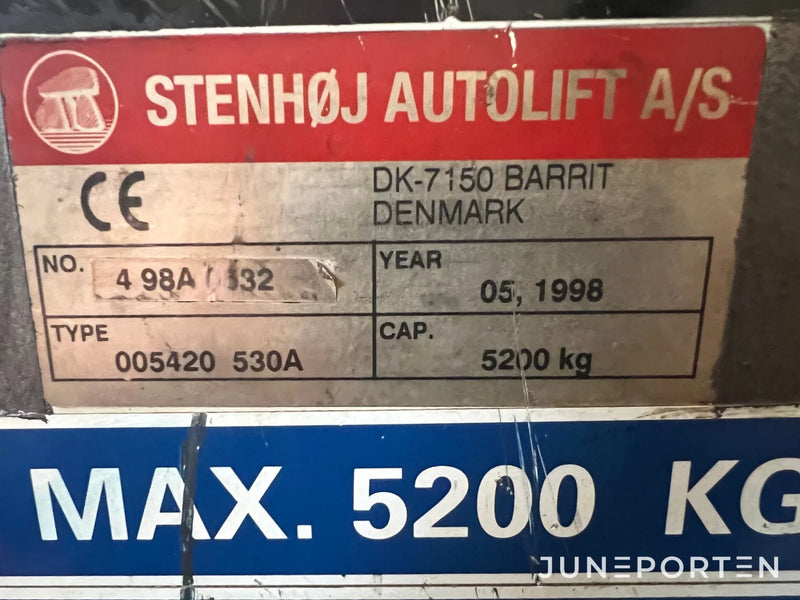 STENHØJ AUTOLIFT A/S
CE
DK-7150 BARRIT
DENMARK
NO. 4 98A
YEAR 05, 1998
TYPE 005420 530A
CAP. 5200 kg
MAX. 5200 KG
JUNEPORTEN